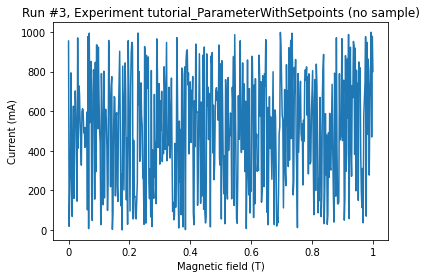 Run #3, Experiment tutorial_ParameterWithSetpoints (no sample)
1000
800
600
400
200
0
Current (mA)
0 0.2 0.4 0.6 0.8 1
Magnetic field (T)